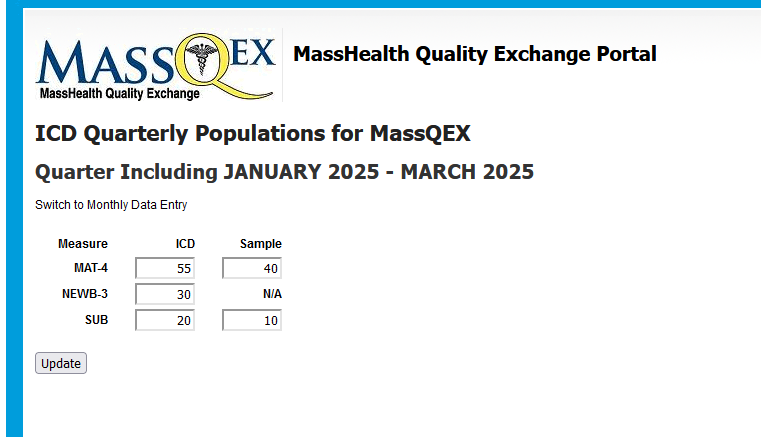 MASSQEX
MassHealth Quality Exchange
MassHealth Quality Exchange Portal
ICD Quarterly Populations for MassQEX
Quarter Including JANUARY 2025 - MARCH 2025
Switch to Monthly Data Entry
Measure ICD Sample
MAT-4 55 40
NEWB-3 30 N/A
SUB 20 10
Update